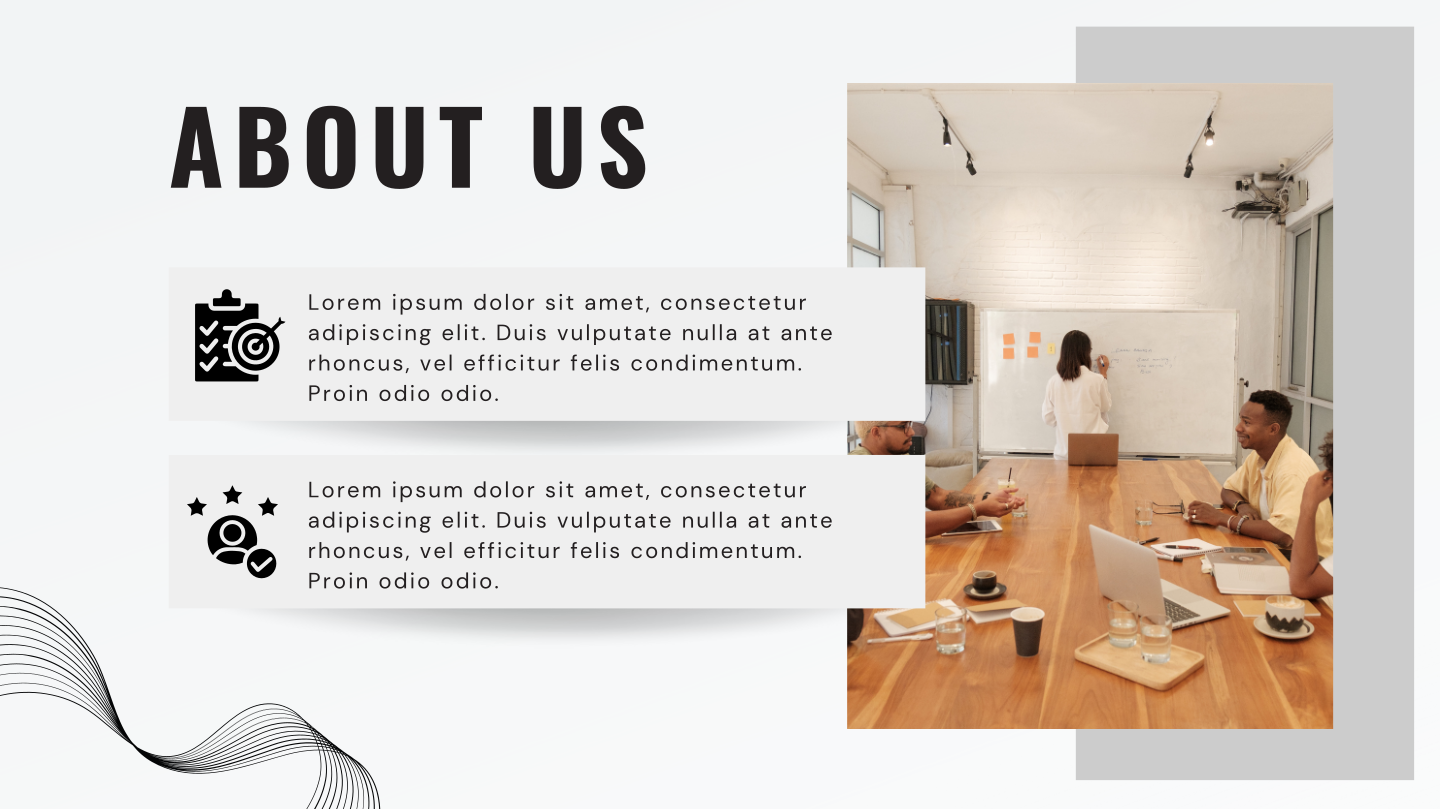 ABOUT US
Lorem ipsum dolor sit amet, consectetur
adipiscing elit. Duis vulputate nulla at ante
rhoncus, vel efficitur felis condimentum.
Proin odio odio.
Lorem ipsum dolor sit amet, consectetur
adipiscing elit. Duis vulputate nulla at ante
rhoncus, vel efficitur felis condimentum.
Proin odio odio.